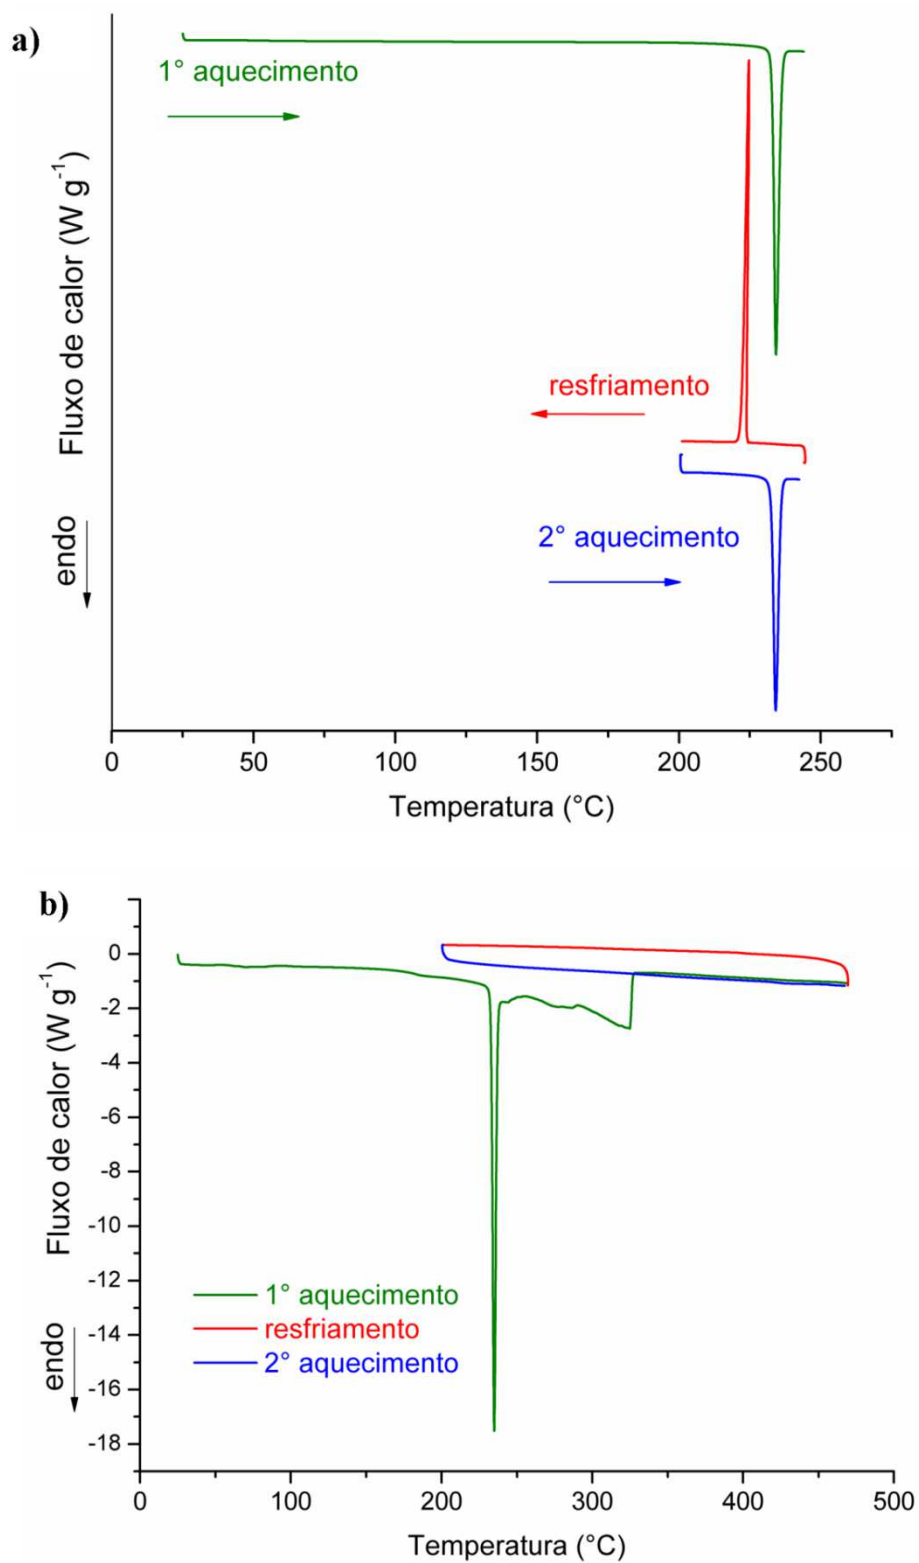 a)
1° aquecimento
Fluxo de calor (W g⁻¹)
resfriamento
2° aquecimento
endo
0 50 100 150 200 250
Temperatura (°C)
b)
0
-2
-4
-6
-8
-10
-12
-14
-16
-18
Fluxo de calor (W g⁻¹)
1° aquecimento
resfriamento
2° aquecimento
endo
0 100 200 300 400 500
Temperatura (°C)